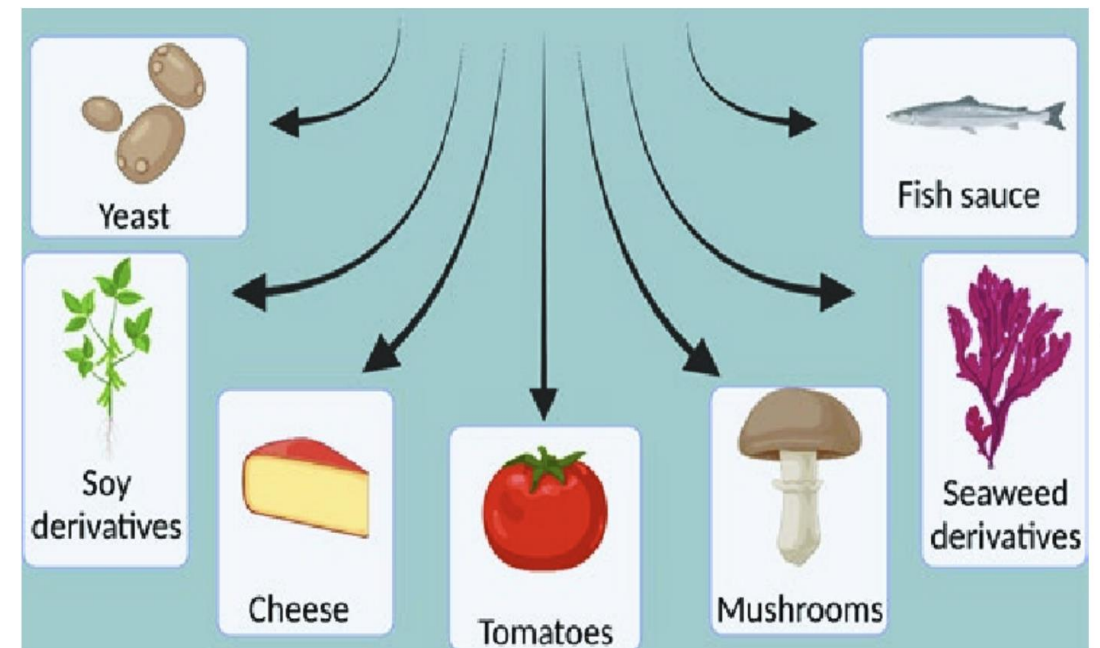 Yeast
Fish sauce
Soy
derivatives
Cheese
Tomatoes
Mushrooms
Seaweed
derivatives